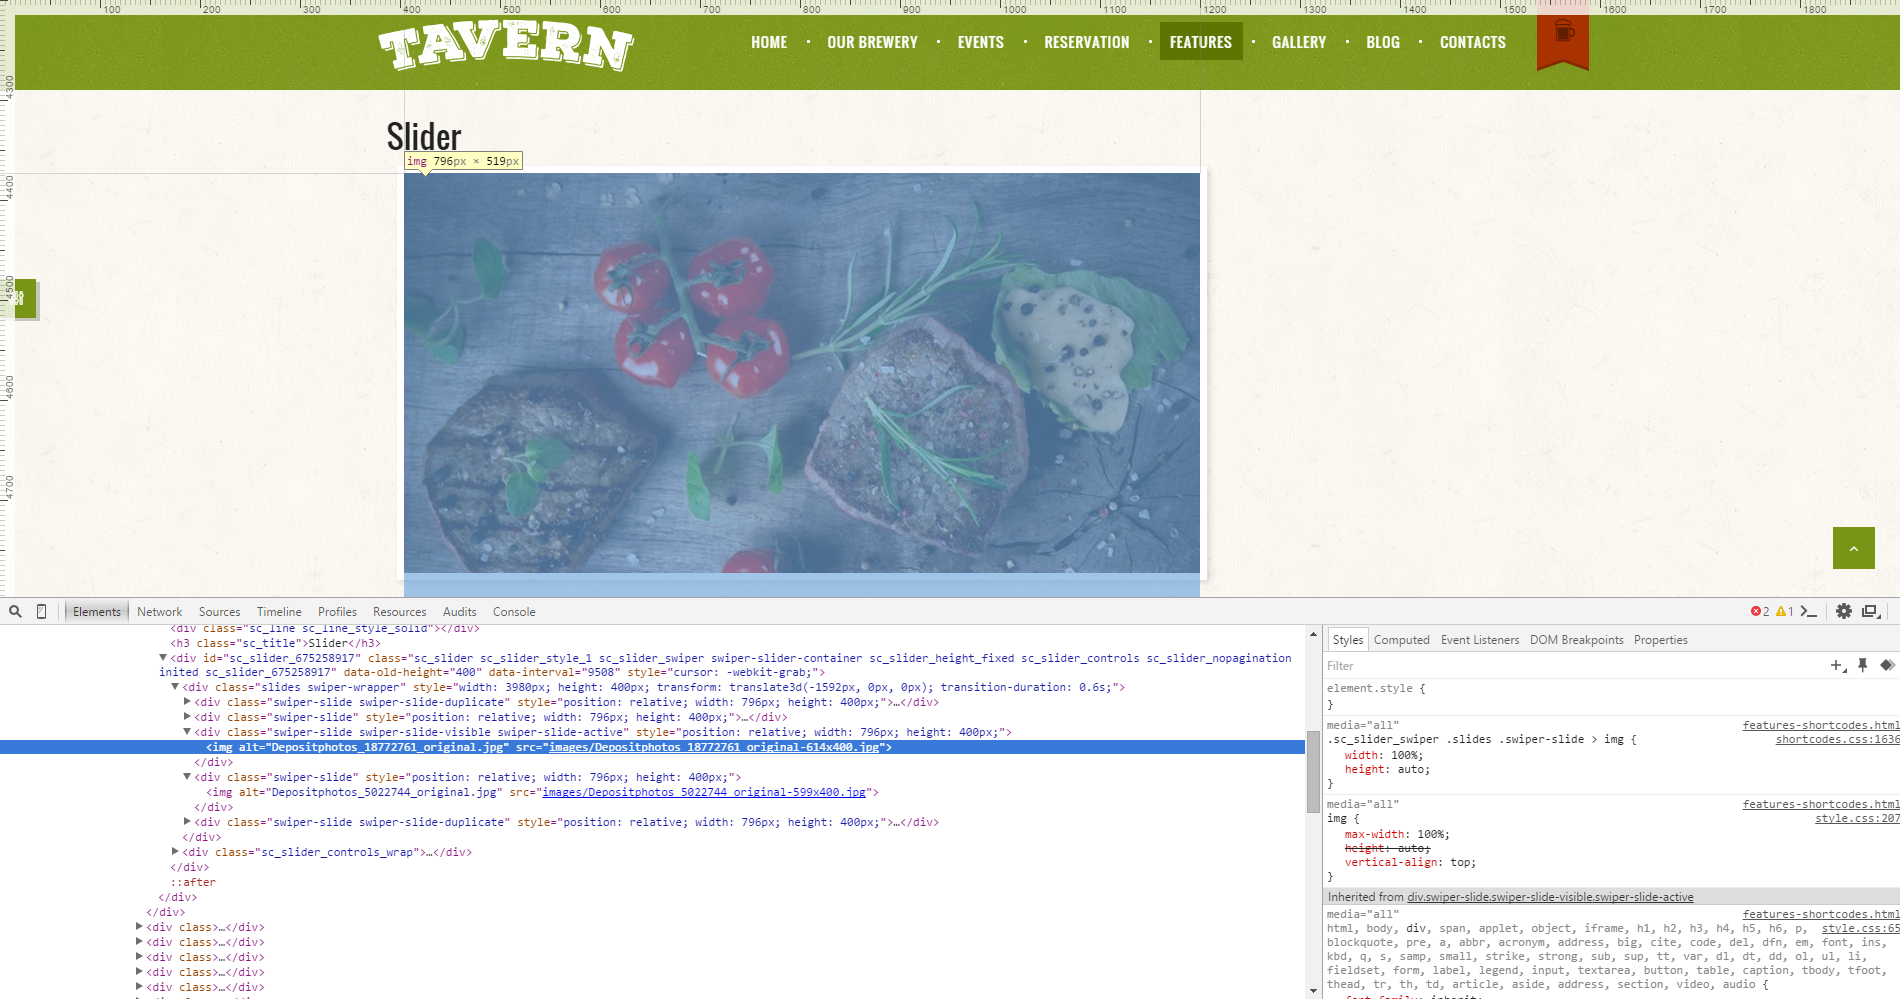 100 200 300 400 500 600 700 800 900 1000 1100 1200 1300 1400 1500 1600 1700 1800
4300
4400
4500
4600
4700
TAVERN
HOME • OUR BREWERY • EVENTS • RESERVATION • FEATURES • GALLERY • BLOG • CONTACTS
Slider
img 796px × 519px
Elements Network Sources Timeline Profiles Resources Audits Console
2 1
<div class="sc_line sc_line_style_solid"></div>
<h3 class="sc_title">Slider</h3>
<div id="sc_slider_675258917" class="sc_slider sc_slider_style_1 sc_slider_swiper swiper-slider-container sc_slider_height_fixed sc_slider_controls sc_slider_nopagination
inited sc_slider_675258917" data-old-height="400" data-interval="9508" style="cursor: -webkit-grab;">
<div class="slides swiper-wrapper" style="width: 3980px; height: 400px; transform: translate3d(-1592px, 0px, 0px); transition-duration: 0.6s;">
<div class="swiper-slide swiper-slide-duplicate" style="position: relative; width: 796px; height: 400px;">…</div>
<div class="swiper-slide" style="position: relative; width: 796px; height: 400px;">…</div>
<div class="swiper-slide swiper-slide-visible swiper-slide-active" style="position: relative; width: 796px; height: 400px;">
<img alt="Depositphotos_18772761_original.jpg" src="images/Depositphotos_18772761_original-614x400.jpg">
</div>
<div class="swiper-slide" style="position: relative; width: 796px; height: 400px;">
<img alt="Depositphotos_5022744_original.jpg" src="images/Depositphotos_5022744_original-599x400.jpg">
</div>
<div class="swiper-slide swiper-slide-duplicate" style="position: relative; width: 796px; height: 400px;">…</div>
</div>
<div class="sc_slider_controls_wrap">…</div>
</div>
::after
</div>
</div>
<div class>…</div>
<div class>…</div>
<div class>…</div>
<div class>…</div>
<div class>…</div>
Styles Computed Event Listeners DOM Breakpoints Properties
Filter
element.style {
}
media="all" features-shortcodes.html
.sc_slider_swiper .slides .swiper-slide > img { shortcodes.css:1636
width: 100%;
height: auto;
}
media="all" features-shortcodes.html
img { style.css:207
max-width: 100%;
height: auto;
vertical-align: top;
}
Inherited from div.swiper-slide.swiper-slide-visible.swiper-slide-active
media="all" features-shortcodes.html
html, body, div, span, applet, object, iframe, h1, h2, h3, h4, h5, h6, p, style.css:65
blockquote, pre, a, abbr, acronym, address, big, cite, code, del, dfn, em, font, ins,
kbd, q, s, samp, small, strike, strong, sub, sup, tt, var, dl, dt, dd, ol, ul, li,
fieldset, form, label, legend, input, textarea, button, table, caption, tbody, tfoot,
thead, tr, th, td, article, aside, address, section, video, audio {
font-family: inherit;